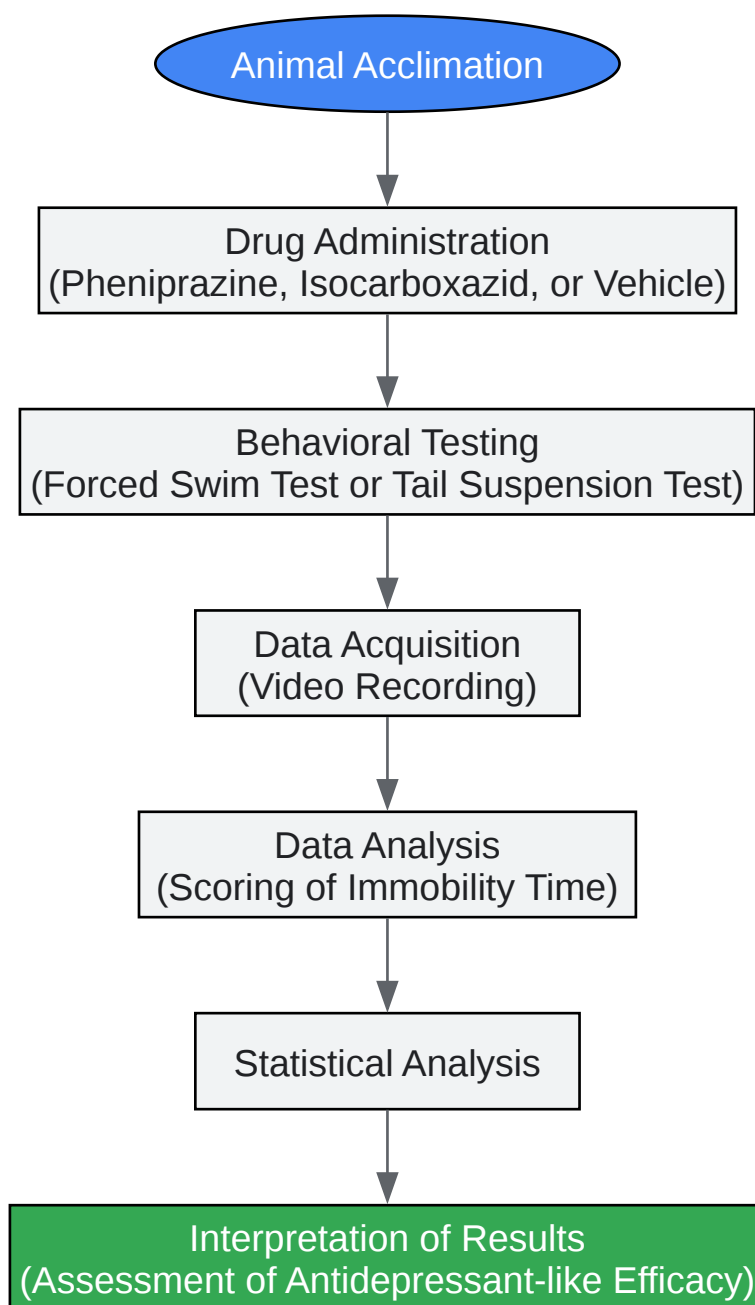 Animal Acclimation
Drug Administration
(Pheniprazine, Isocarboxazid, or Vehicle)
Behavioral Testing
(Forced Swim Test or Tail Suspension Test)
Data Acquisition
(Video Recording)
Data Analysis
(Scoring of Immobility Time)
Statistical Analysis
Interpretation of Results
(Assessment of Antidepressant-like Efficacy)